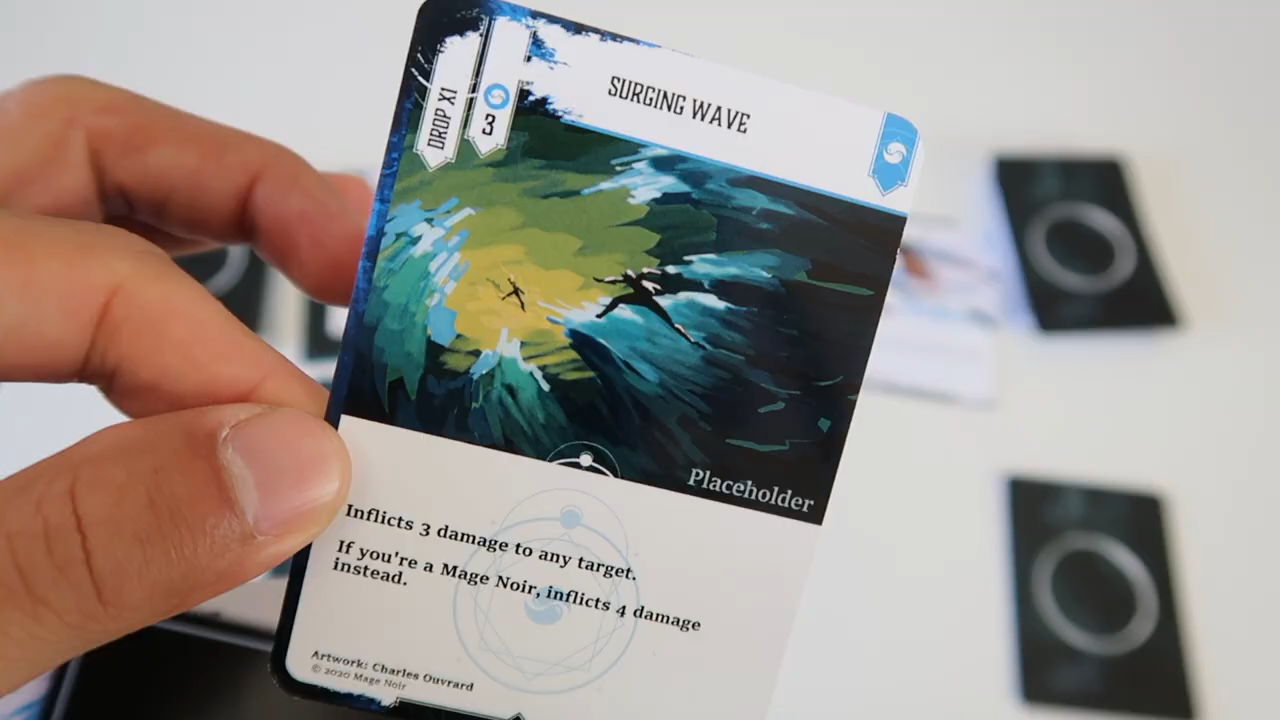 DROP X1
3
SURGING WAVE
Placeholder
Inflicts 3 damage to any target.
If you're a Mage Noir, inflicts 4 damage
instead.
Artwork: Charles Ouvrard
© 2020 Mage Noir